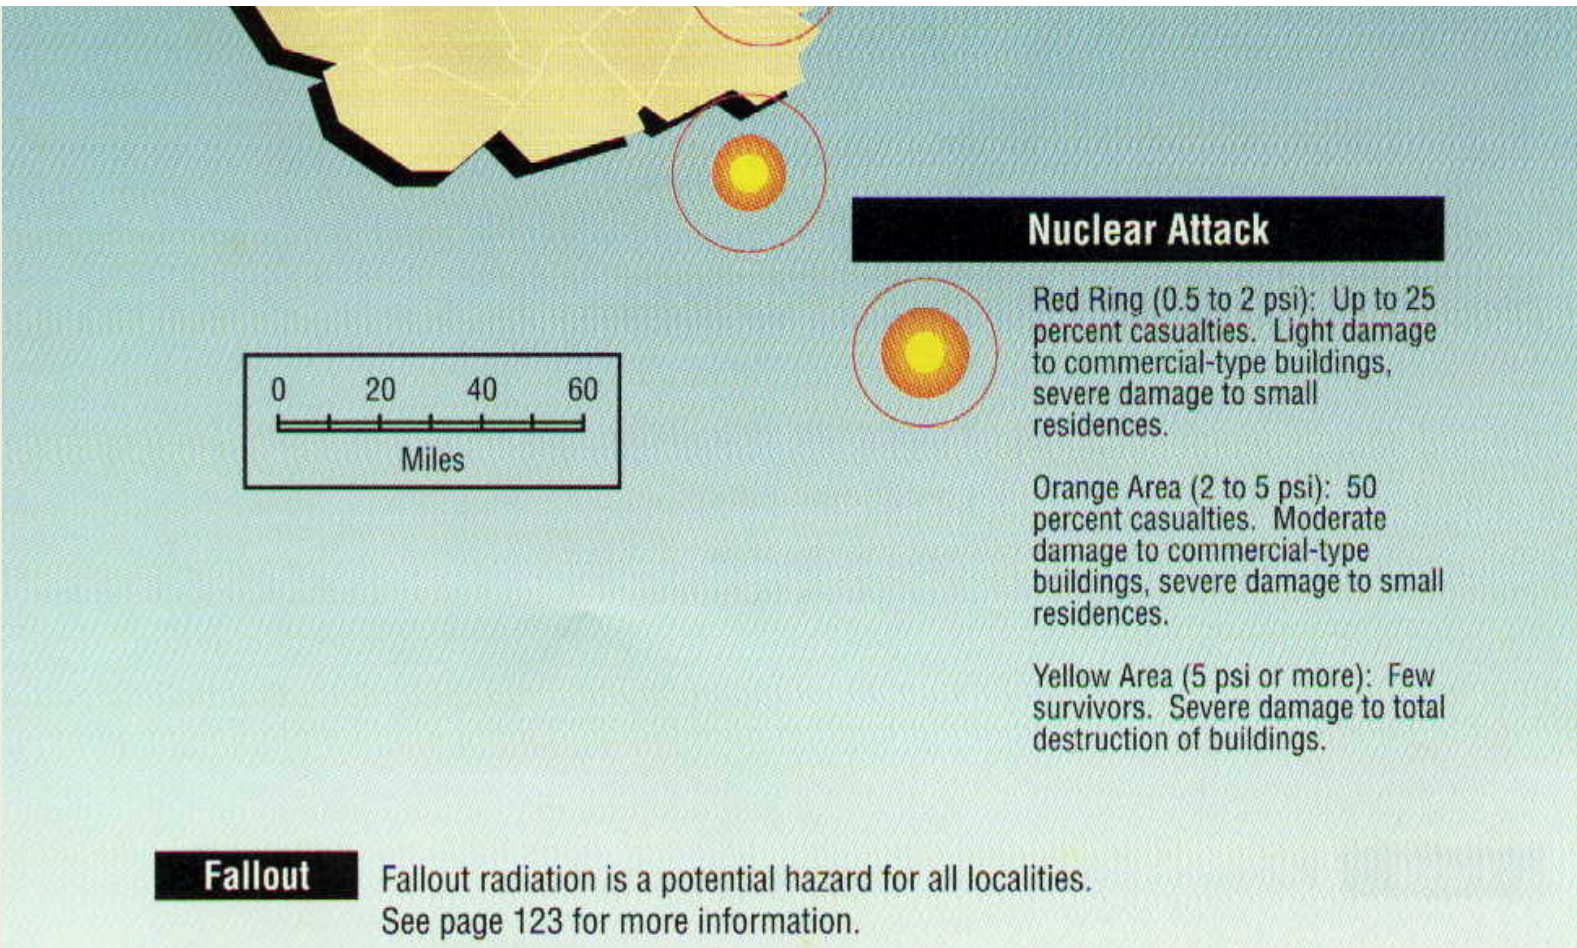 Nuclear Attack
Red Ring (0.5 to 2 psi): Up to 25
percent casualties. Light damage
to commercial-type buildings,
severe damage to small
residences.
Orange Area (2 to 5 psi): 50
percent casualties. Moderate
damage to commercial-type
buildings, severe damage to small
residences.
Yellow Area (5 psi or more): Few
survivors. Severe damage to total
destruction of buildings.
0 20 40 60
Miles
Fallout
Fallout radiation is a potential hazard for all localities.
See page 123 for more information.